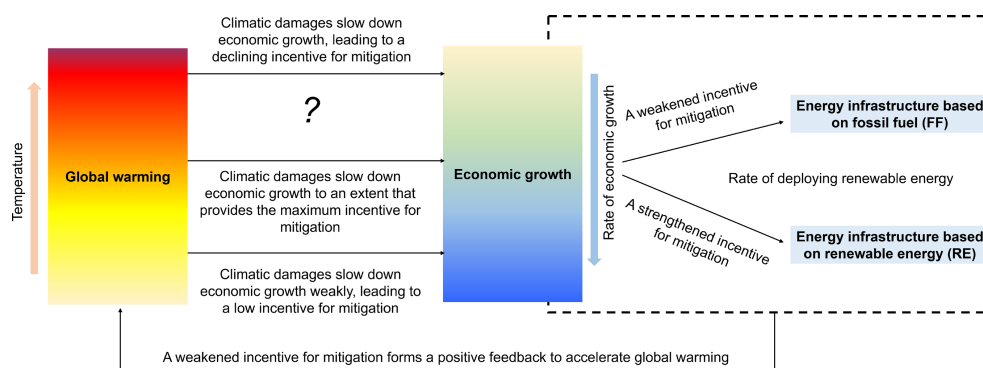 Climatic damages slow down
economic growth, leading to a
declining incentive for mitigation
?
Temperature
Global warming
Climatic damages slow down
economic growth to an extent that
provides the maximum incentive for
mitigation
Climatic damages slow down
economic growth weakly, leading to
a low incentive for mitigation
Economic growth
Rate of economic growth
A weakened incentive
for mitigation
A strengthened incentive
for mitigation
Energy infrastructure based
on fossil fuel (FF)
Rate of deploying renewable energy
Energy infrastructure based
on renewable energy (RE)
A weakened incentive for mitigation forms a positive feedback to accelerate global warming